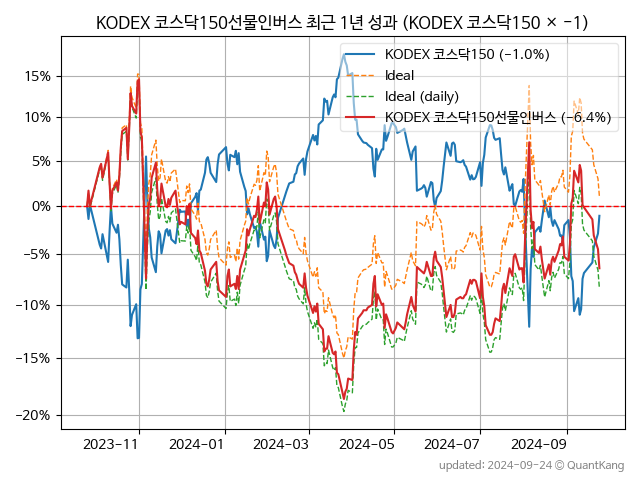 KODEX 코스닥150선물인버스 최근 1년 성과 (KODEX 코스닥150 × −1)
KODEX 코스닥150 (−1.0%)
Ideal
Ideal (daily)
KODEX 코스닥150선물인버스 (−6.4%)
15%
10%
5%
0%
−5%
−10%
−15%
−20%
2023-11
2024-01
2024-03
2024-05
2024-07
2024-09
updated: 2024-09-24 © QuantKang